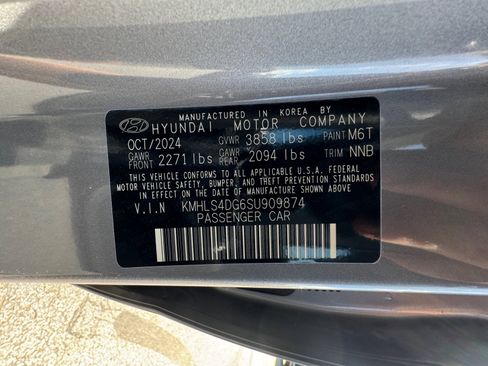 MANUFACTURED IN KOREA BY
HYUNDAI MOTOR COMPANY
OCT/2024 GVWR 3858 lbs PAINT M6T
GAWR FRONT 2271 lbs GAWR REAR 2094 lbs TRIM NNB
THIS VEHICLE CONFORMS TO ALL APPLICABLE U.S.A. FEDERAL
MOTOR VEHICLE SAFETY, BUMPER, AND THEFT PREVENTION STANDARDS
IN EFFECT ON THE DATE OF MANUFACTURE SHOWN ABOVE.
V.I.N KMHLS4DG6SU909874
PASSENGER CAR